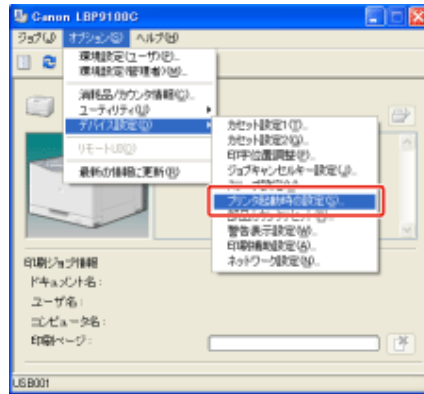 Canon LBP9100C
ジョブ(J) オプション(O) ヘルプ(H)
環境設定(ユーザ)(E)...
環境設定(管理者)(M)...
消耗品/カウンタ情報(C)...
ユーティリティ(U)
デバイス設定(D)
リモートUI(I)
最新の情報に更新(R)
カセット設定1(1)...
カセット設定2(2)...
印字位置調整(P)...
ジョブキャンセルキー設定(J)...
プリンタ起動時の設定(S)...
警告表示設定(W)...
印刷補助設定(A)...
ネットワーク設定(N)...
印刷ジョブ情報
ドキュメント名:
ユーザ名:
コンピュータ名:
印刷ページ:
USB001